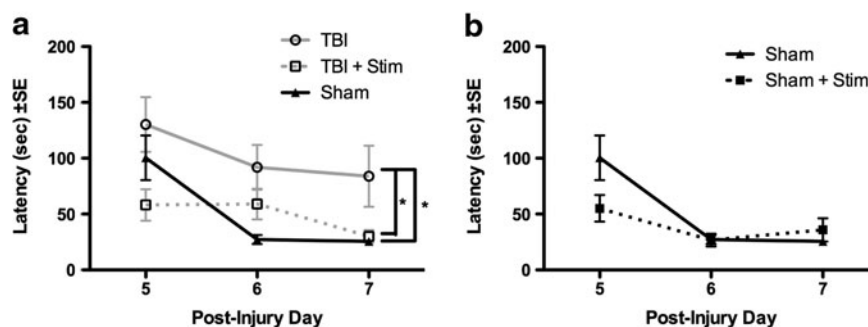 a
TBI
TBI + Stim
Sham
Latency (sec) ±SE
200
150
100
50
0
*
*
5
6
7
Post-Injury Day
b
Sham
Sham + Stim
Latency (sec) ±SE
200
150
100
50
0
5
6
7
Post-Injury Day